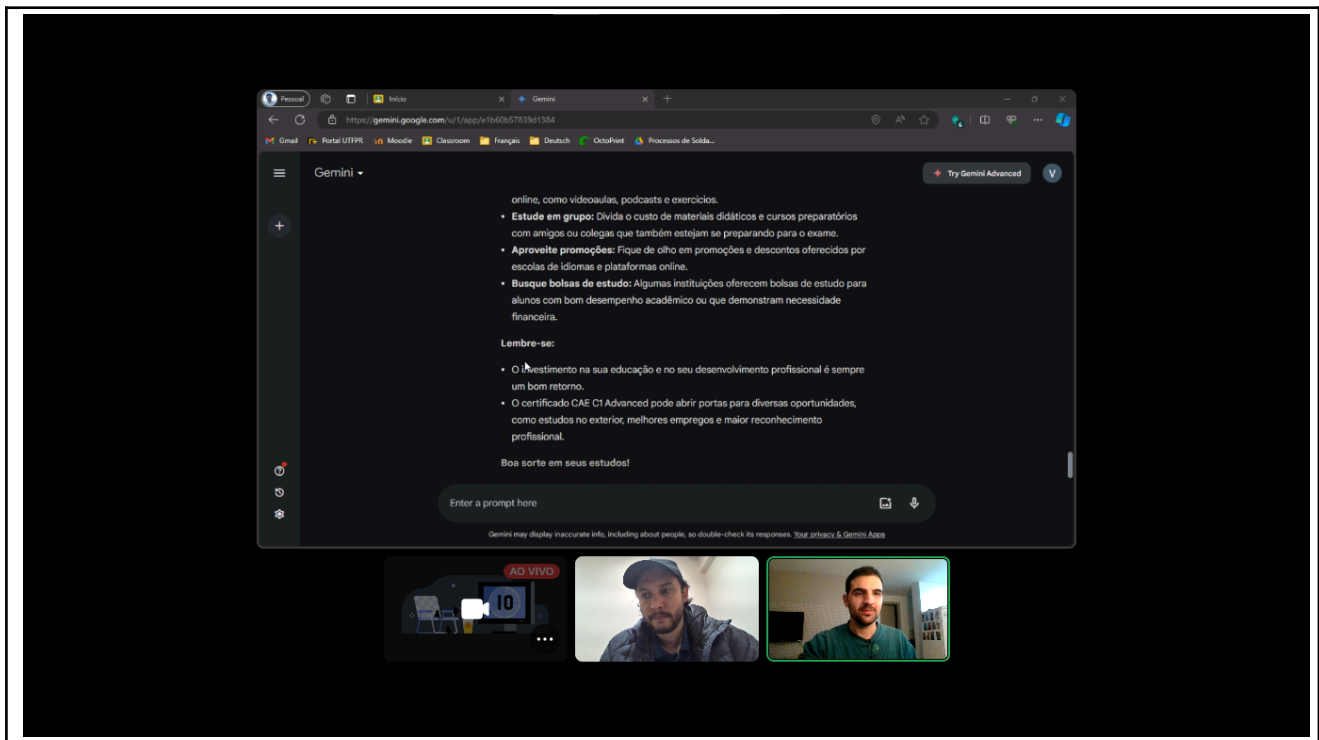 Pessoal
Início
Gemini
https://gemini.google.com/u/1/app/e1b60b57839d1384
Gmail
Portal UTFPR
Moodle
Classroom
Français
Deutsch
OctoPrint
Processos de Solda...
Gemini
Try Gemini Advanced
V
online, como videoaulas, podcasts e exercícios.
• Estude em grupo: Divida o custo de materiais didáticos e cursos preparatórios
com amigos ou colegas que também estejam se preparando para o exame.
• Aproveite promoções: Fique de olho em promoções e descontos oferecidos por
escolas de idiomas e plataformas online.
• Busque bolsas de estudo: Algumas instituições oferecem bolsas de estudo para
alunos com bom desempenho acadêmico ou que demonstram necessidade
financeira.
Lembre-se:
• O investimento na sua educação e no seu desenvolvimento profissional é sempre
um bom retorno.
• O certificado CAE C1 Advanced pode abrir portas para diversas oportunidades,
como estudos no exterior, melhores empregos e maior reconhecimento
profissional.
Boa sorte em seus estudos!
Enter a prompt here
Gemini may display inaccurate info, including about people, so double-check its responses. Your privacy & Gemini Apps
AO VIVO
10